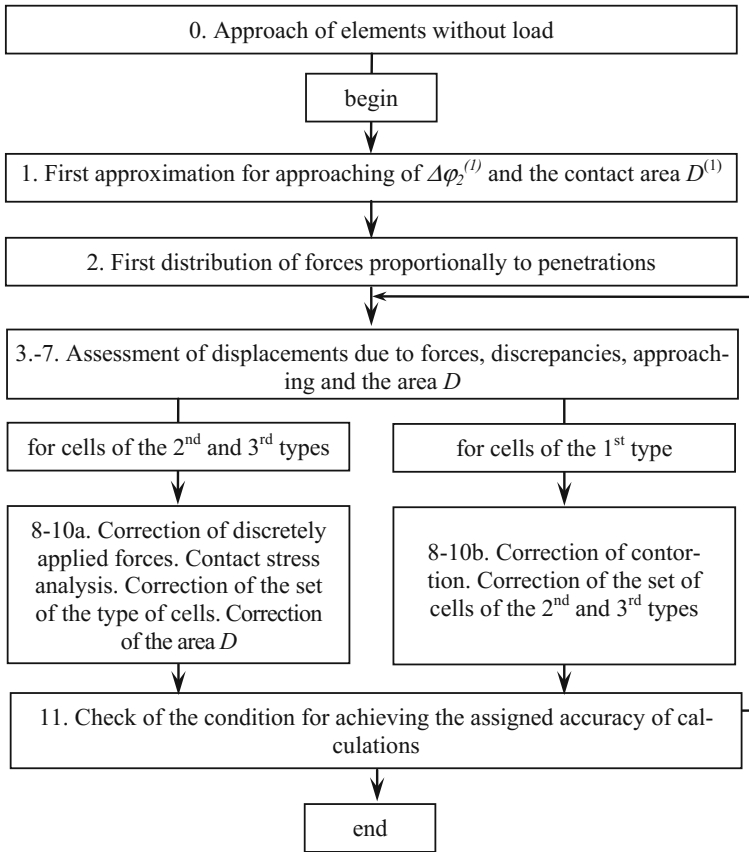 0. Approach of elements without load
begin
1. First approximation for approaching of Δφ₂⁽¹⁾ and the contact area D⁽¹⁾
2. First distribution of forces proportionally to penetrations
3.-7. Assessment of displacements due to forces, discrepancies, approach-
ing and the area D
for cells of the 2nd and 3rd types
for cells of the 1st type
8-10a. Correction of discretely
applied forces. Contact stress
analysis. Correction of the set
of the type of cells. Correction
of the area D
8-10b. Correction of contor-
tion. Correction of the set of
cells of the 2nd and 3rd types
11. Check of the condition for achieving the assigned accuracy of cal-
culations
end